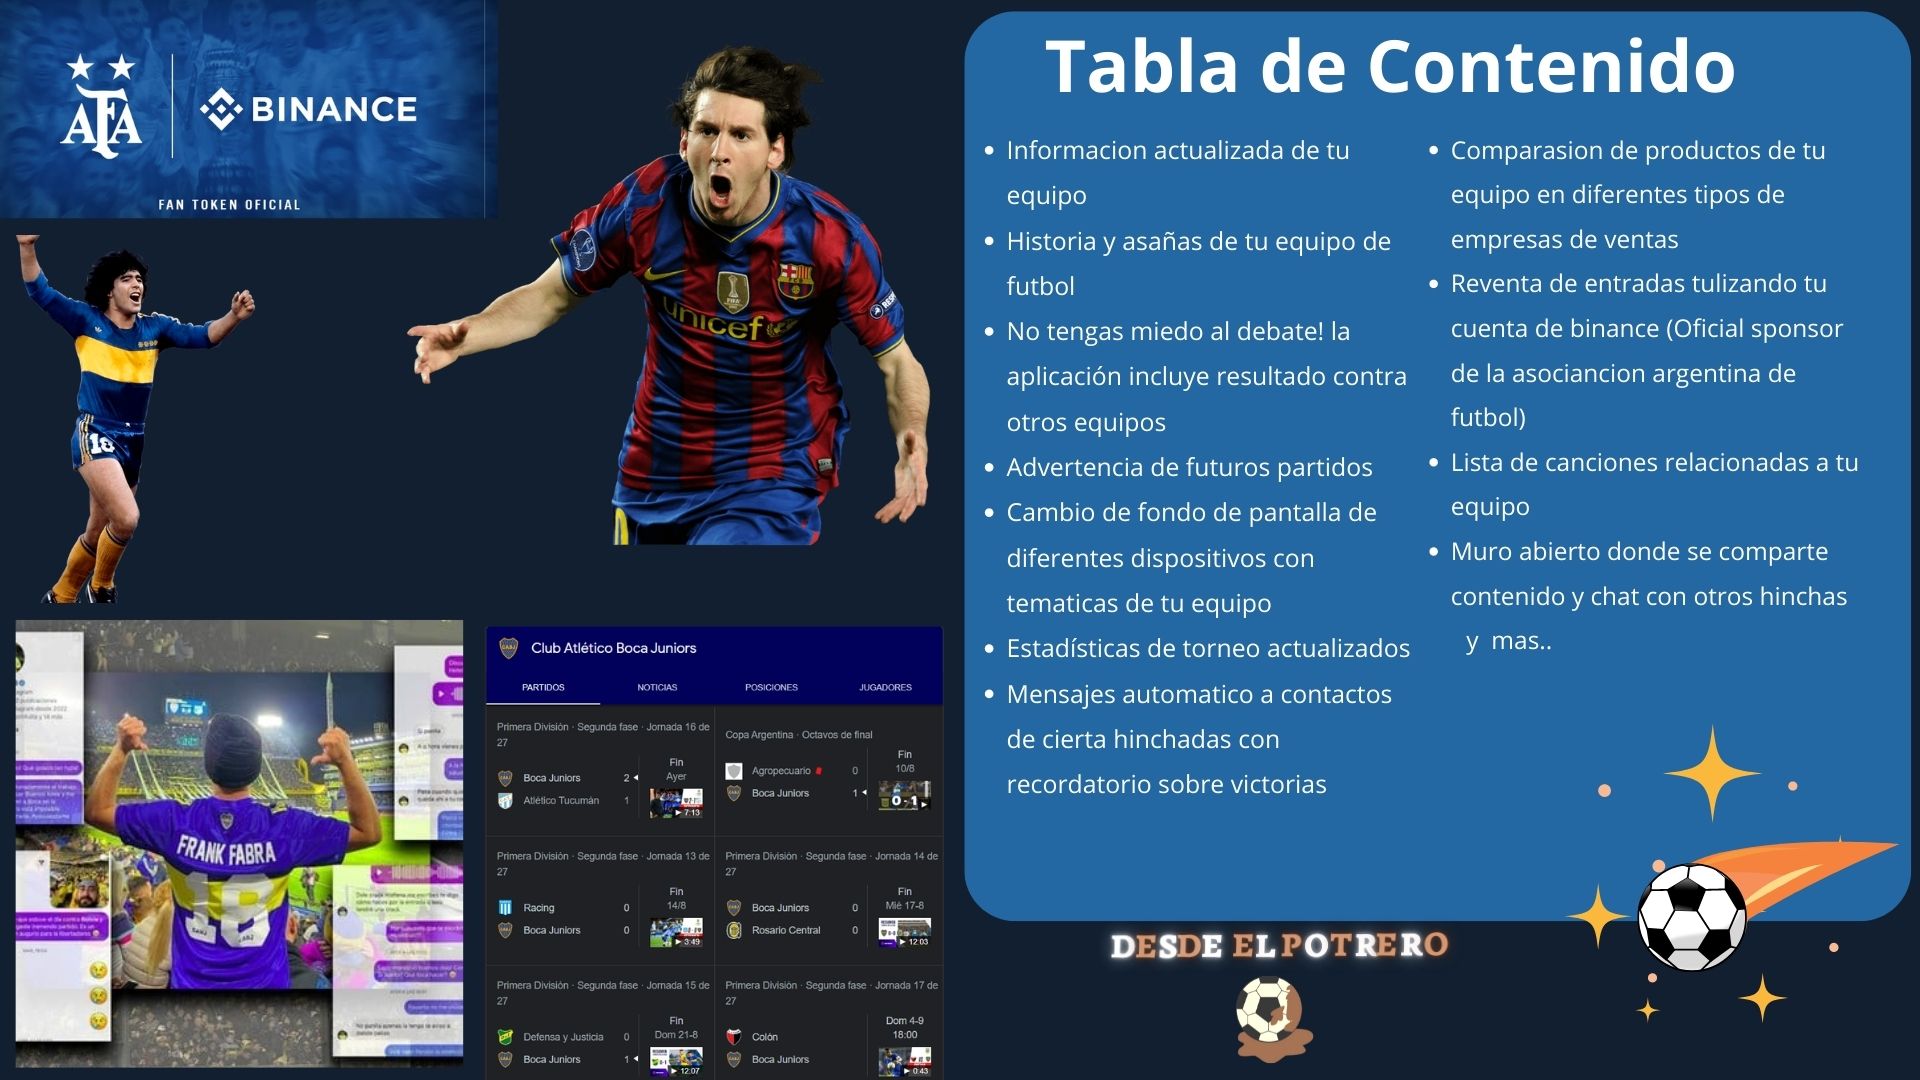 AFA
BINANCE
FAN TOKEN OFICIAL
unicef
10
FRANK FABRA
18
Club Atlético Boca Juniors
PARTIDOS NOTICIAS POSICIONES JUGADORES
Primera División · Segunda fase · Jornada 16 de
27
Fin
Ayer
Boca Juniors 2
Atlético Tucumán 1
7:13
Copa Argentina · Octavos de final
Fin
10/8
Agropecuario 0
Boca Juniors 1
0-1
Primera División · Segunda fase · Jornada 13 de
27
Fin
14/8
Racing 0
Boca Juniors 0
3:49
Primera División · Segunda fase · Jornada 14 de
27
Fin
Mié 17-8
Boca Juniors 0
Rosario Central 0
12:03
Primera División · Segunda fase · Jornada 15 de
27
Fin
Dom 21-8
Defensa y Justicia 0
Boca Juniors 1
12:07
Primera División · Segunda fase · Jornada 17 de
27
Dom 4-9
18:00
Colón
Boca Juniors
0:43
Tabla de Contenido
Informacion actualizada de tu
equipo
Historia y asañas de tu equipo de
futbol
No tengas miedo al debate! la
aplicación incluye resultado contra
otros equipos
Advertencia de futuros partidos
Cambio de fondo de pantalla de
diferentes dispositivos con
tematicas de tu equipo
Estadísticas de torneo actualizados
Mensajes automatico a contactos
de cierta hinchadas con
recordatorio sobre victorias
Comparasion de productos de tu
equipo en diferentes tipos de
empresas de ventas
Reventa de entradas tulizando tu
cuenta de binance (Oficial sponsor
de la asociancion argentina de
futbol)
Lista de canciones relacionadas a tu
equipo
Muro abierto donde se comparte
contenido y chat con otros hinchas
y mas..
DESDE EL POTRERO